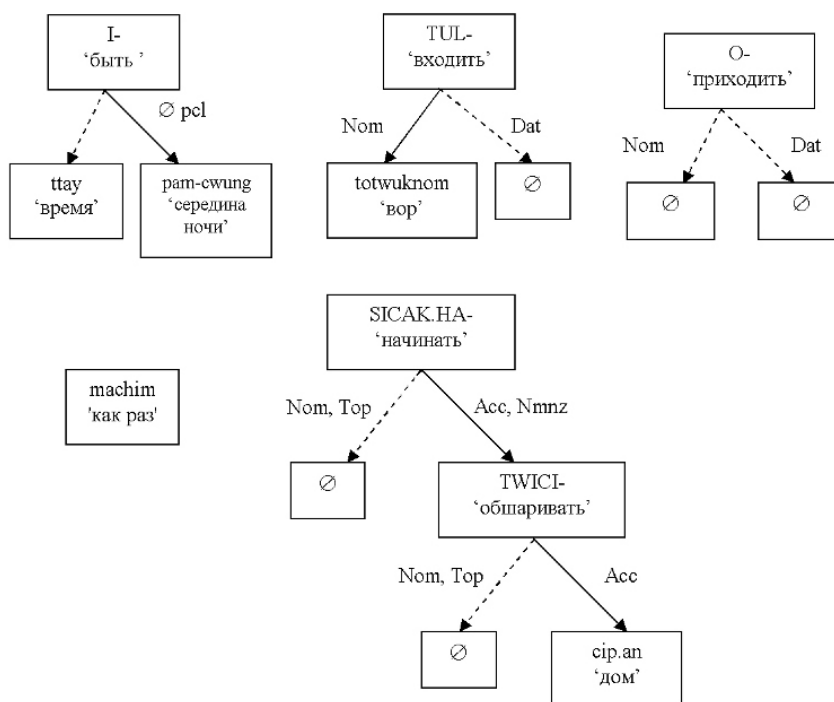 I-
‘быть ’
TUL-
‘входить’
O-
‘приходить’
∅ pcl
Nom
Dat
Nom
Dat
ttay
‘время’
pam-cwung
‘середина
ночи’
totwuknom
‘вор’
∅
∅
∅
SICAK.HA-
‘начинать’
machim
'как раз'
Nom, Top
Acc, Nmnz
∅
TWICI-
‘обшаривать’
Nom, Top
Acc
∅
cip.an
‘дом’